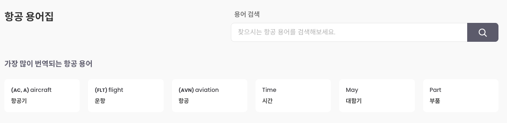 항공 용어집
용어 검색
찾으시는 항공 용어를 검색해보세요.
가장 많이 번역되는 항공 용어
(AC, A) aircraft
항공기
(FLT) flight
운항
(AVN) aviation
항공
Time
시간
May
대할기
Part
부품